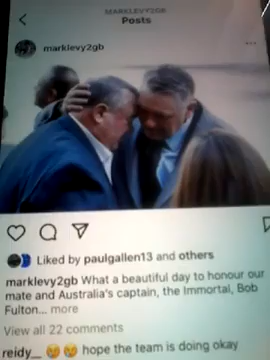 MARKLEVY2GB
Posts
marklevy2gb
Liked by paulgallen13 and others
marklevy2gb What a beautiful day to honour our
mate and Australia's captain, the Immortal, Bob
Fulton... more
View all 22 comments
reidy_ 😢😢 hope the team is doing okay